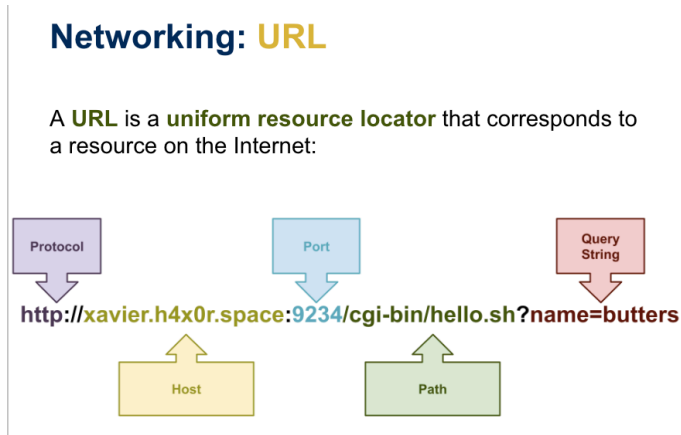 Networking: URL
A URL is a uniform resource locator that corresponds to
a resource on the Internet:
Protocol
Port
Query
String
http://xavier.h4x0r.space:9234/cgi-bin/hello.sh?name=butters
Host
Path